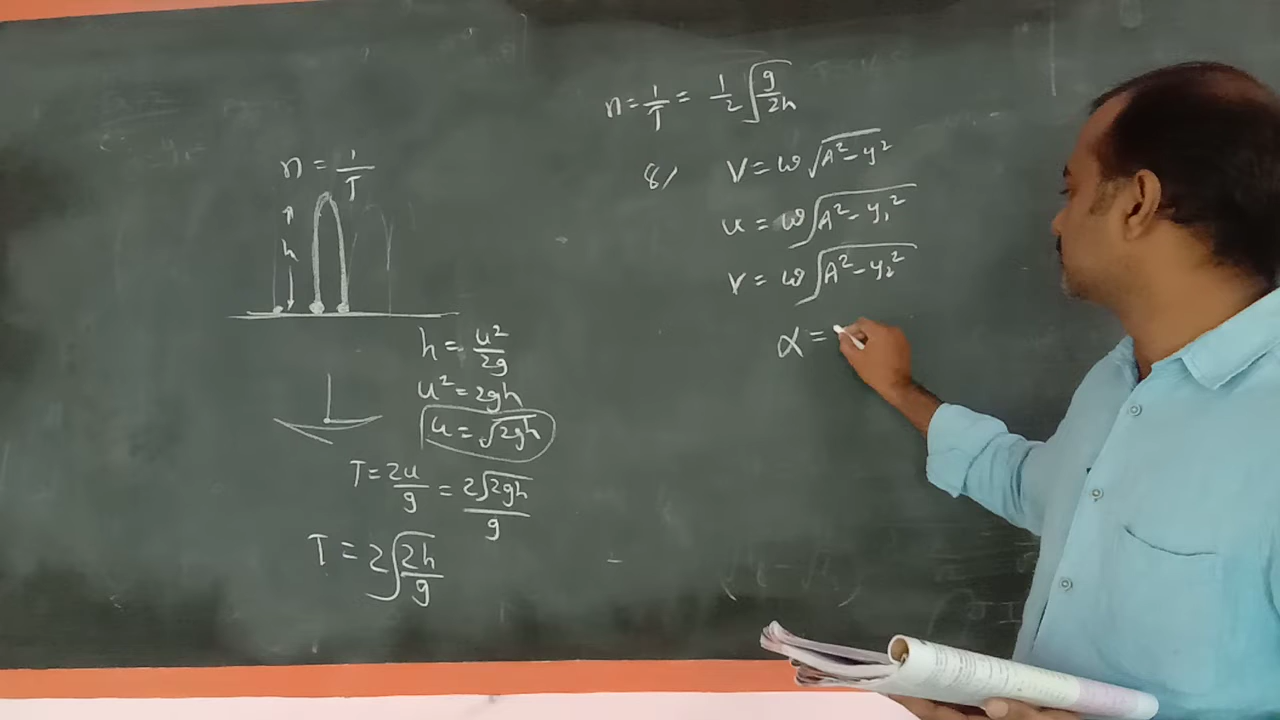 n = 1/T
h
h = u²/2g
u² = 2gh
u = √2gh
T = 2u/g = 2√2gh/g
T = 2√2h/g
n = 1/T = 1/2 √g/2h
8/ V = ω√A² - y²
u = ω√A² - y₁²
v = ω√A² - y₂²
α =